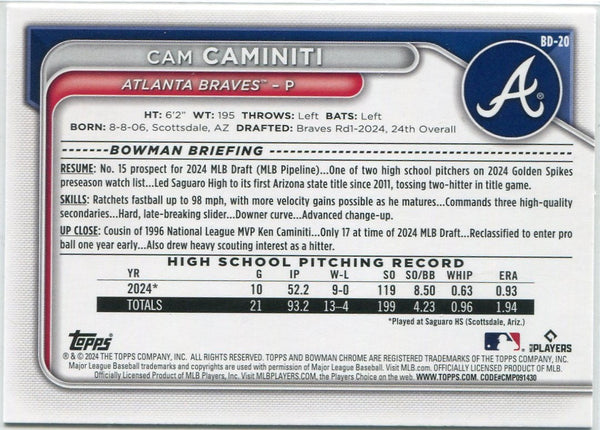 BD-20
CAM CAMINITI
ATLANTA BRAVES™ – P
A
HT: 6'2" WT: 195 THROWS: Left BATS: Left
BORN: 8-8-06, Scottsdale, AZ DRAFTED: Braves Rd1-2024, 24th Overall
BOWMAN BRIEFING
RESUME: No. 15 prospect for 2024 MLB Draft (MLB Pipeline)...One of two high school pitchers on 2024 Golden Spikes
preseason watch list...Led Saguaro High to its first Arizona state title since 2011, tossing two-hitter in title game.
SKILLS: Ratchets fastball up to 98 mph, with more velocity gains possible as he matures...Commands three high-quality
secondaries...Hard, late-breaking slider...Downer curve...Advanced change-up.
UP CLOSE: Cousin of 1996 National League MVP Ken Caminiti...Only 17 at time of 2024 MLB Draft...Reclassified to enter pro
ball one year early...Also drew heavy scouting interest as a hitter.
HIGH SCHOOL PITCHING RECORD
YR G IP W-L SO SO/BB WHIP ERA
2024* 10 52.2 9-0 119 8.50 0.63 0.93
TOTALS 21 93.2 13–4 199 4.23 0.96 1.94
*Played at Saguaro HS (Scottsdale, Ariz.)
Topps
PLAYERS
® & © 2024 THE TOPPS COMPANY, INC. ALL RIGHTS RESERVED. TOPPS AND BOWMAN CHROME ARE REGISTERED TRADEMARKS OF THE TOPPS COMPANY, INC.
Major League Baseball trademarks and copyrights are used with permission of Major League Baseball. Visit MLB.com. OFFICIALLY LICENSED PRODUCT OF MLB.
Officially Licensed Product of MLB Players, Inc. Visit MLBPLAYERS.com, the Players Choice on the web. WWW.TOPPS.COM. CODE#CMP091430